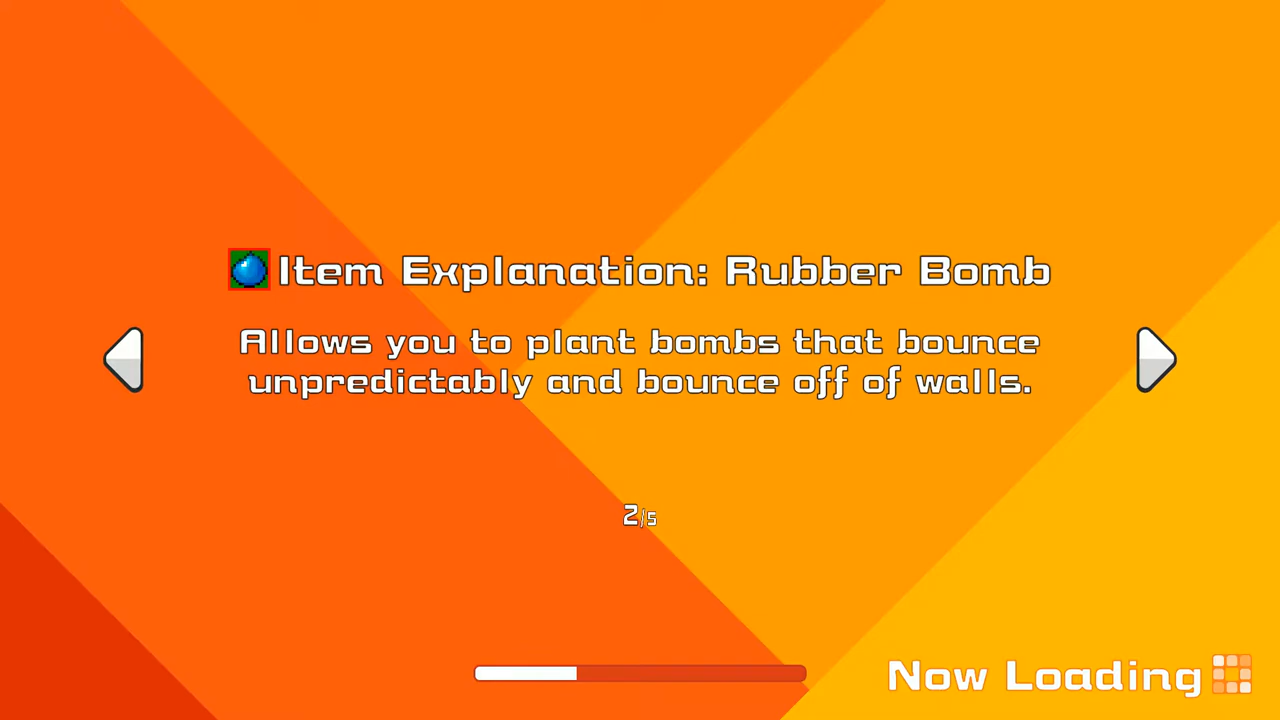 Item Explanation: Rubber Bomb
Allows you to plant bombs that bounce
unpredictably and bounce off of walls.
2/5
Now Loading